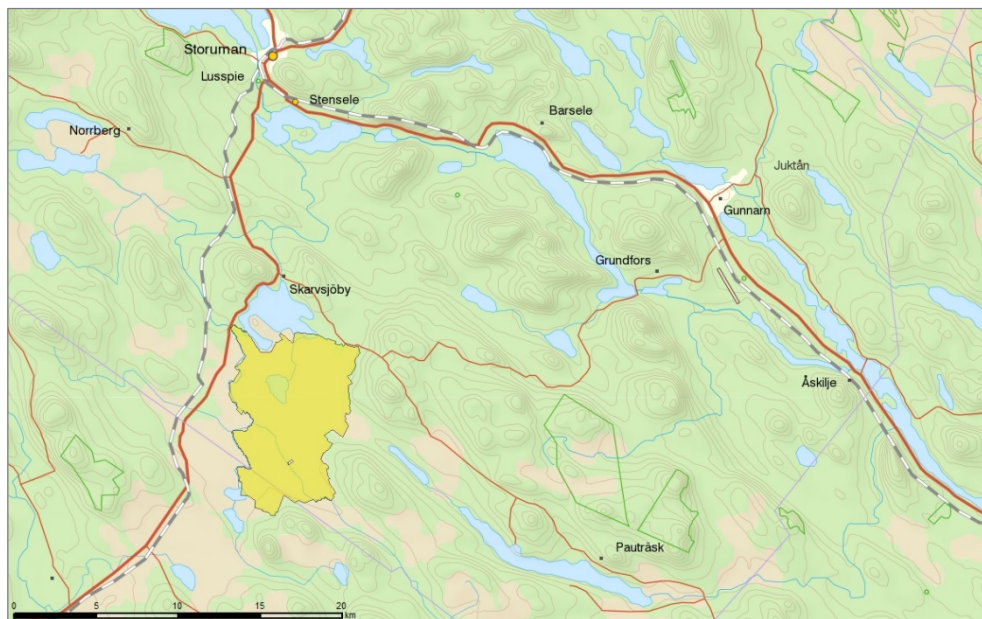 Storuman
Lusspie
Stensele
Barsele
Norrberg
Juktån
Gunnarn
Grundfors
Skarvsjöby
Åskilje
Pauträsk
0 5 10 15 20
km